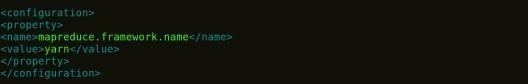 <configuration>
<property>
<name>mapreduce.framework.name</name>
<value>yarn</value>
</property>
</configuration>